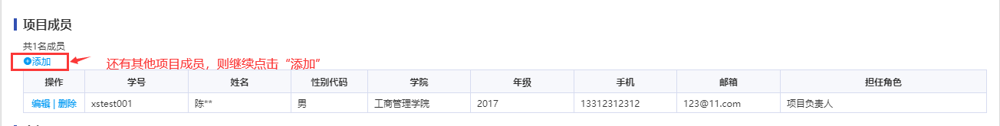 项目成员
共1名成员
添加
还有其他项目成员，则继续点击“添加”
操作 学号 姓名 性别代码 学院 年级 手机 邮箱 担任角色
编辑 | 删除 xstest001 陈** 男 工商管理学院 2017 13312312312 123@11.com 项目负责人